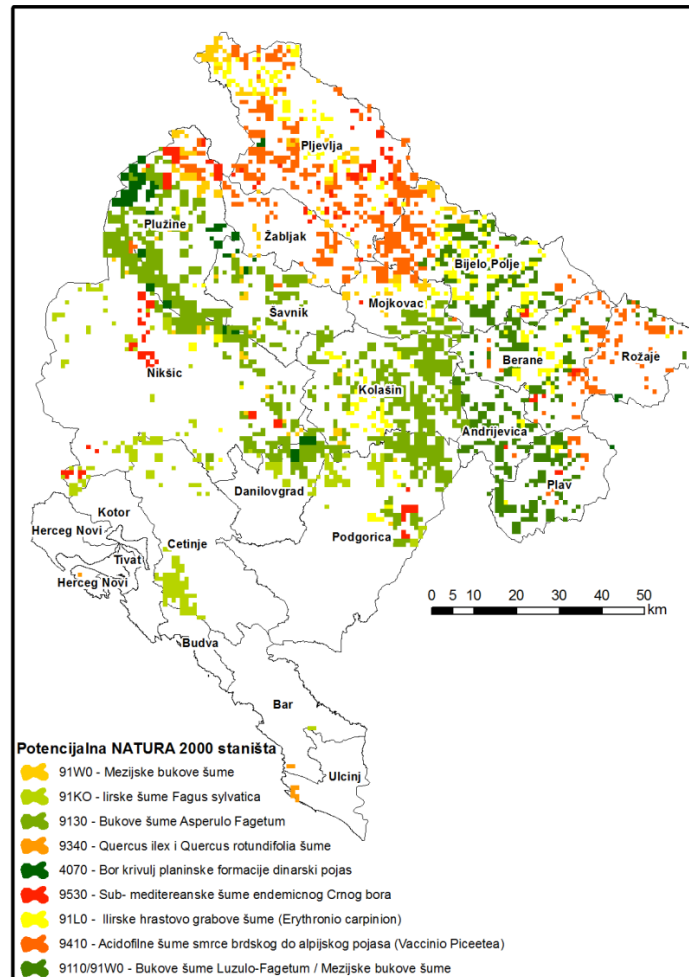 Pljevlja
Plužine
Žabljak
Bijelo Polje
Mojkovac
Šavnik
Berane
Rožaje
Nikšic
Kolašin
Andrijevica
Plav
Danilovgrad
Kotor
Podgorica
Herceg Novi
Cetinje
Tivat
Herceg Novi
0 5 10 20 30 40 50
km
Budva
Bar
Ulcinj
Potencijalna NATURA 2000 staništa
91W0 - Mezijske bukove šume
91KO - Iirske šume Fagus sylvatica
9130 - Bukove šume Asperulo Fagetum
9340 - Quercus ilex i Quercus rotundifolia šume
4070 - Bor krivulj planinske formacije dinarski pojas
9530 - Sub- meditereanske šume endemicnog Crnog bora
91L0 - Ilirske hrastovo grabove šume (Erythronio carpinion)
9410 - Acidofilne šume smrce brdskog do alpijskog pojasa (Vaccinio Piceetea)
9110/91W0 - Bukove šume Luzulo-Fagetum / Mezijske bukove šume